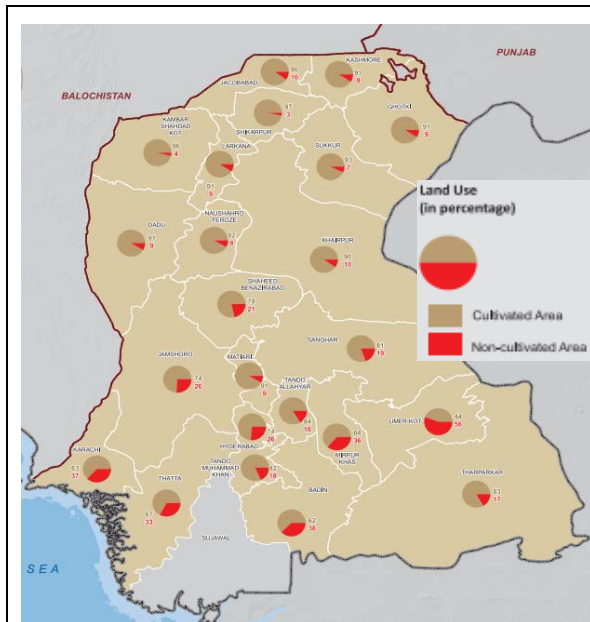 PUNJAB
BALOCHISTAN
SEA
KASHMORE
91
9
JACOBABAD
90
10
GHOTKI
91
9
SHIKARPUR
97
3
KAMBAR
SHAHDAD
KOT
96
4
LARKANA
91
9
SUKKUR
93
7
Land Use
(in percentage)
Cultivated Area
Non-cultivated Area
NAUSHAHRO
FEROZE
92
8
DADU
91
9
KHAIRPUR
90
10
SHAHEED
BENAZIRABAD
79
21
SANGHAR
81
19
JAMSHORO
74
26
MATIARI
91
9
TANDO
ALLAHYAR
84
16
UMER KOT
44
56
HYDERABAD
74
26
MIRPUR
KHAS
64
36
KARACHI
63
37
TANDO
MUHAMMAD
KHAN
82
18
THATTA
67
33
BADIN
62
38
THARPARKAR
83
17
SUJAWAL